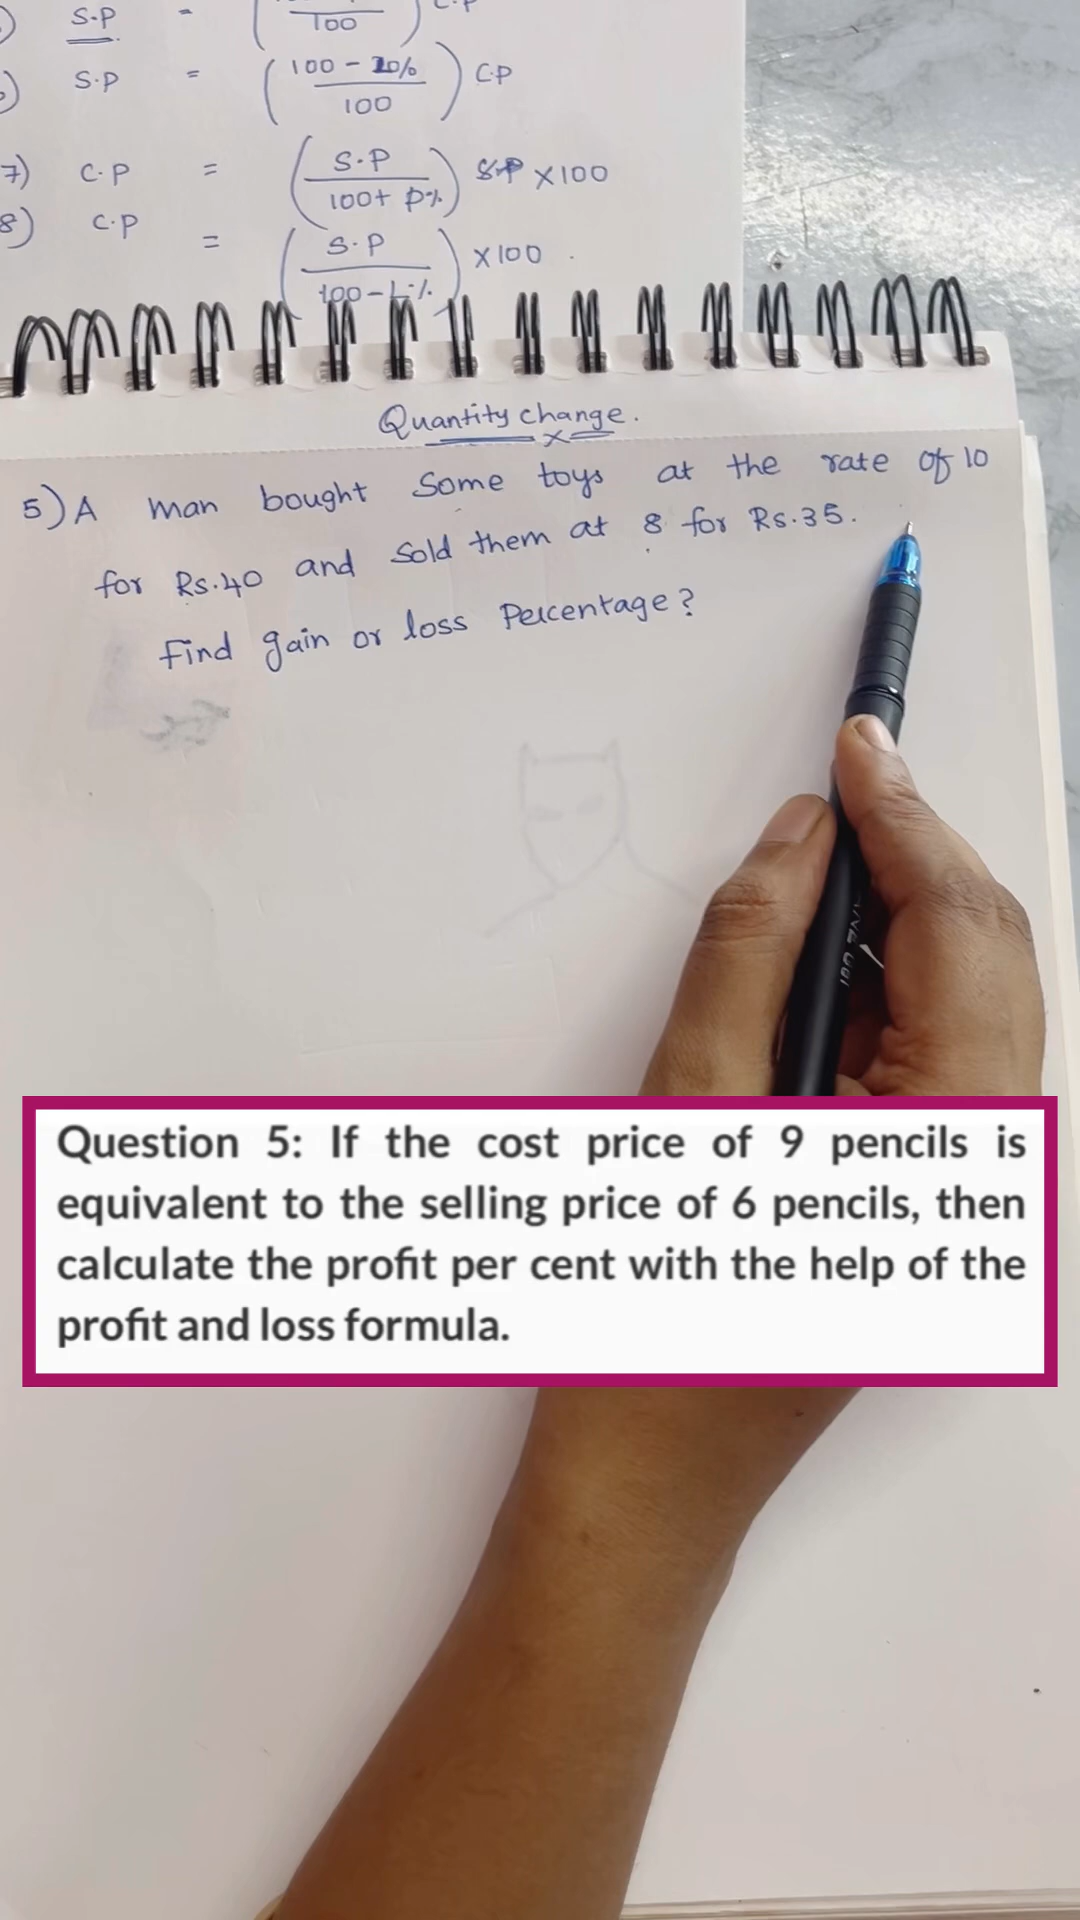 S.P = ( 100 ) C.P
S.P = ( 100 - 20% / 100 ) C.P
7) C.P = ( S.P / 100+ P% ) S.P X100
8) C.P = ( S.P / 100-L% ) X100
Quantity change.
5) A man bought Some toys at the rate of 10
for Rs.40 and Sold them at 8 for Rs.35.
Find gain or loss Percentage?
Question 5: If the cost price of 9 pencils is
equivalent to the selling price of 6 pencils, then
calculate the profit per cent with the help of the
profit and loss formula.